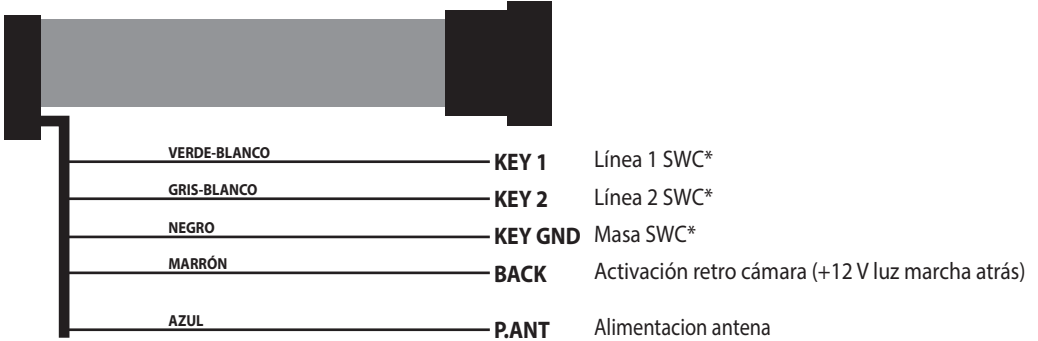 VERDE-BLANCO KEY 1 Línea 1 SWC*
GRIS-BLANCO KEY 2 Línea 2 SWC*
NEGRO KEY GND Masa SWC*
MARRÓN BACK Activación retro cámara (+12 V luz marcha atrás)
AZUL P.ANT Alimentacion antena